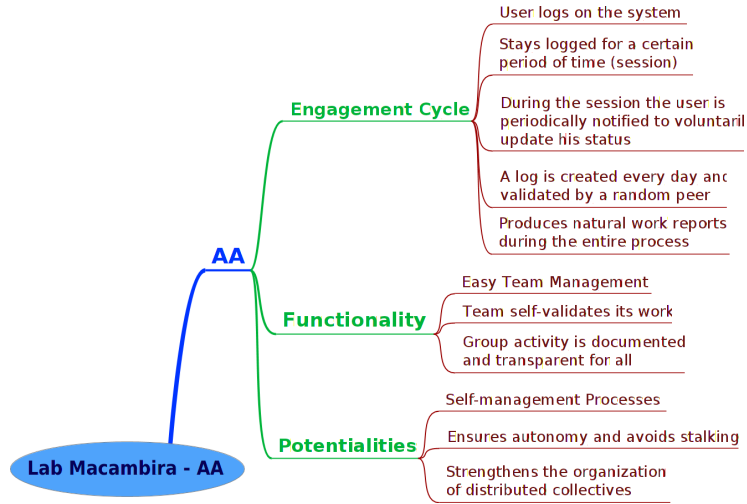 User logs on the system
Stays logged for a certain
period of time (session)
Engagement Cycle
During the session the user is
periodically notified to voluntaril
update his status
A log is created every day and
validated by a random peer
Produces natural work reports
during the entire process
AA
Easy Team Management
Functionality
Team self-validates its work
Group activity is documented
and transparent for all
Self-management Processes
Potentialities
Ensures autonomy and avoids stalking
Strengthens the organization
of distributed collectives
Lab Macambira - AA